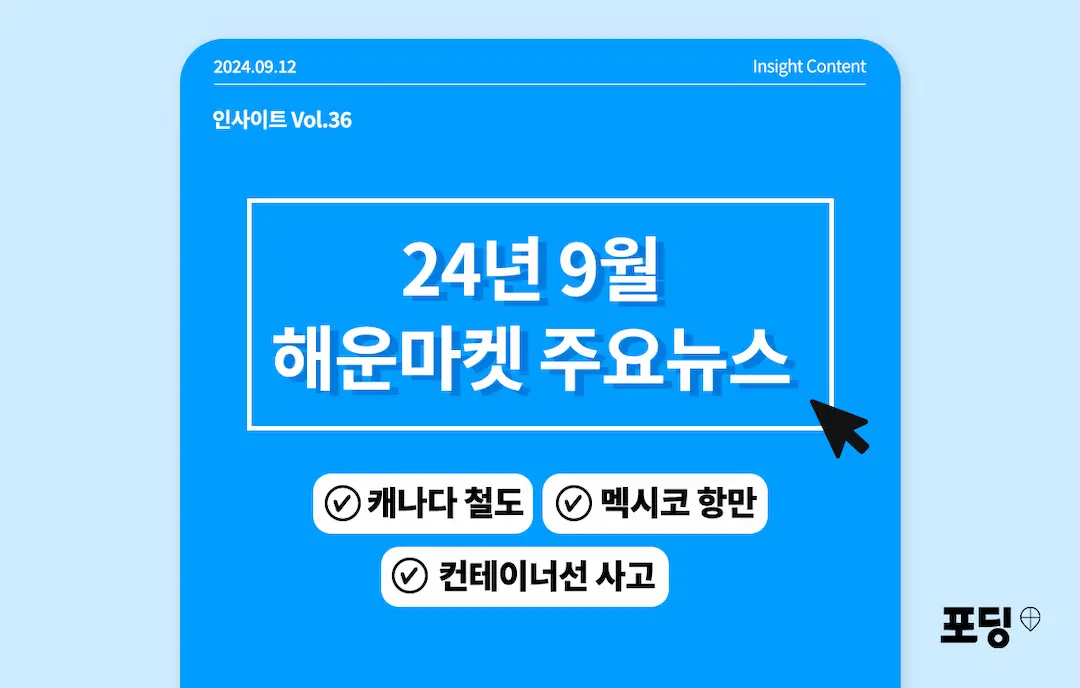 2024.09.12
Insight Content
인사이트 Vol.36
24년 9월
해운마켓 주요뉴스
캐나다 철도
멕시코 항만
컨테이너선 사고
포딩